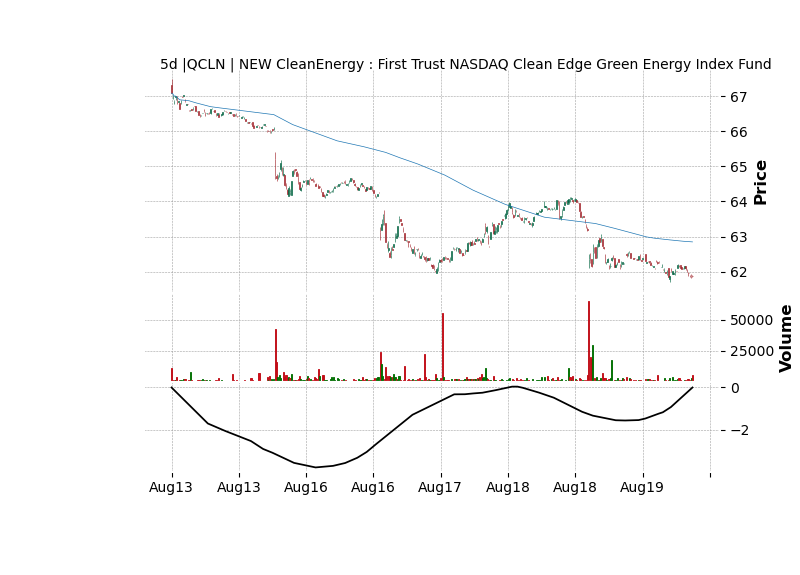 5d |QCLN | NEW CleanEnergy : First Trust NASDAQ Clean Edge Green Energy Index Fund
67
66
65
64
63
62
Price
50000
25000
Volume
0
−2
Aug13 Aug13 Aug16 Aug16 Aug17 Aug18 Aug18 Aug19